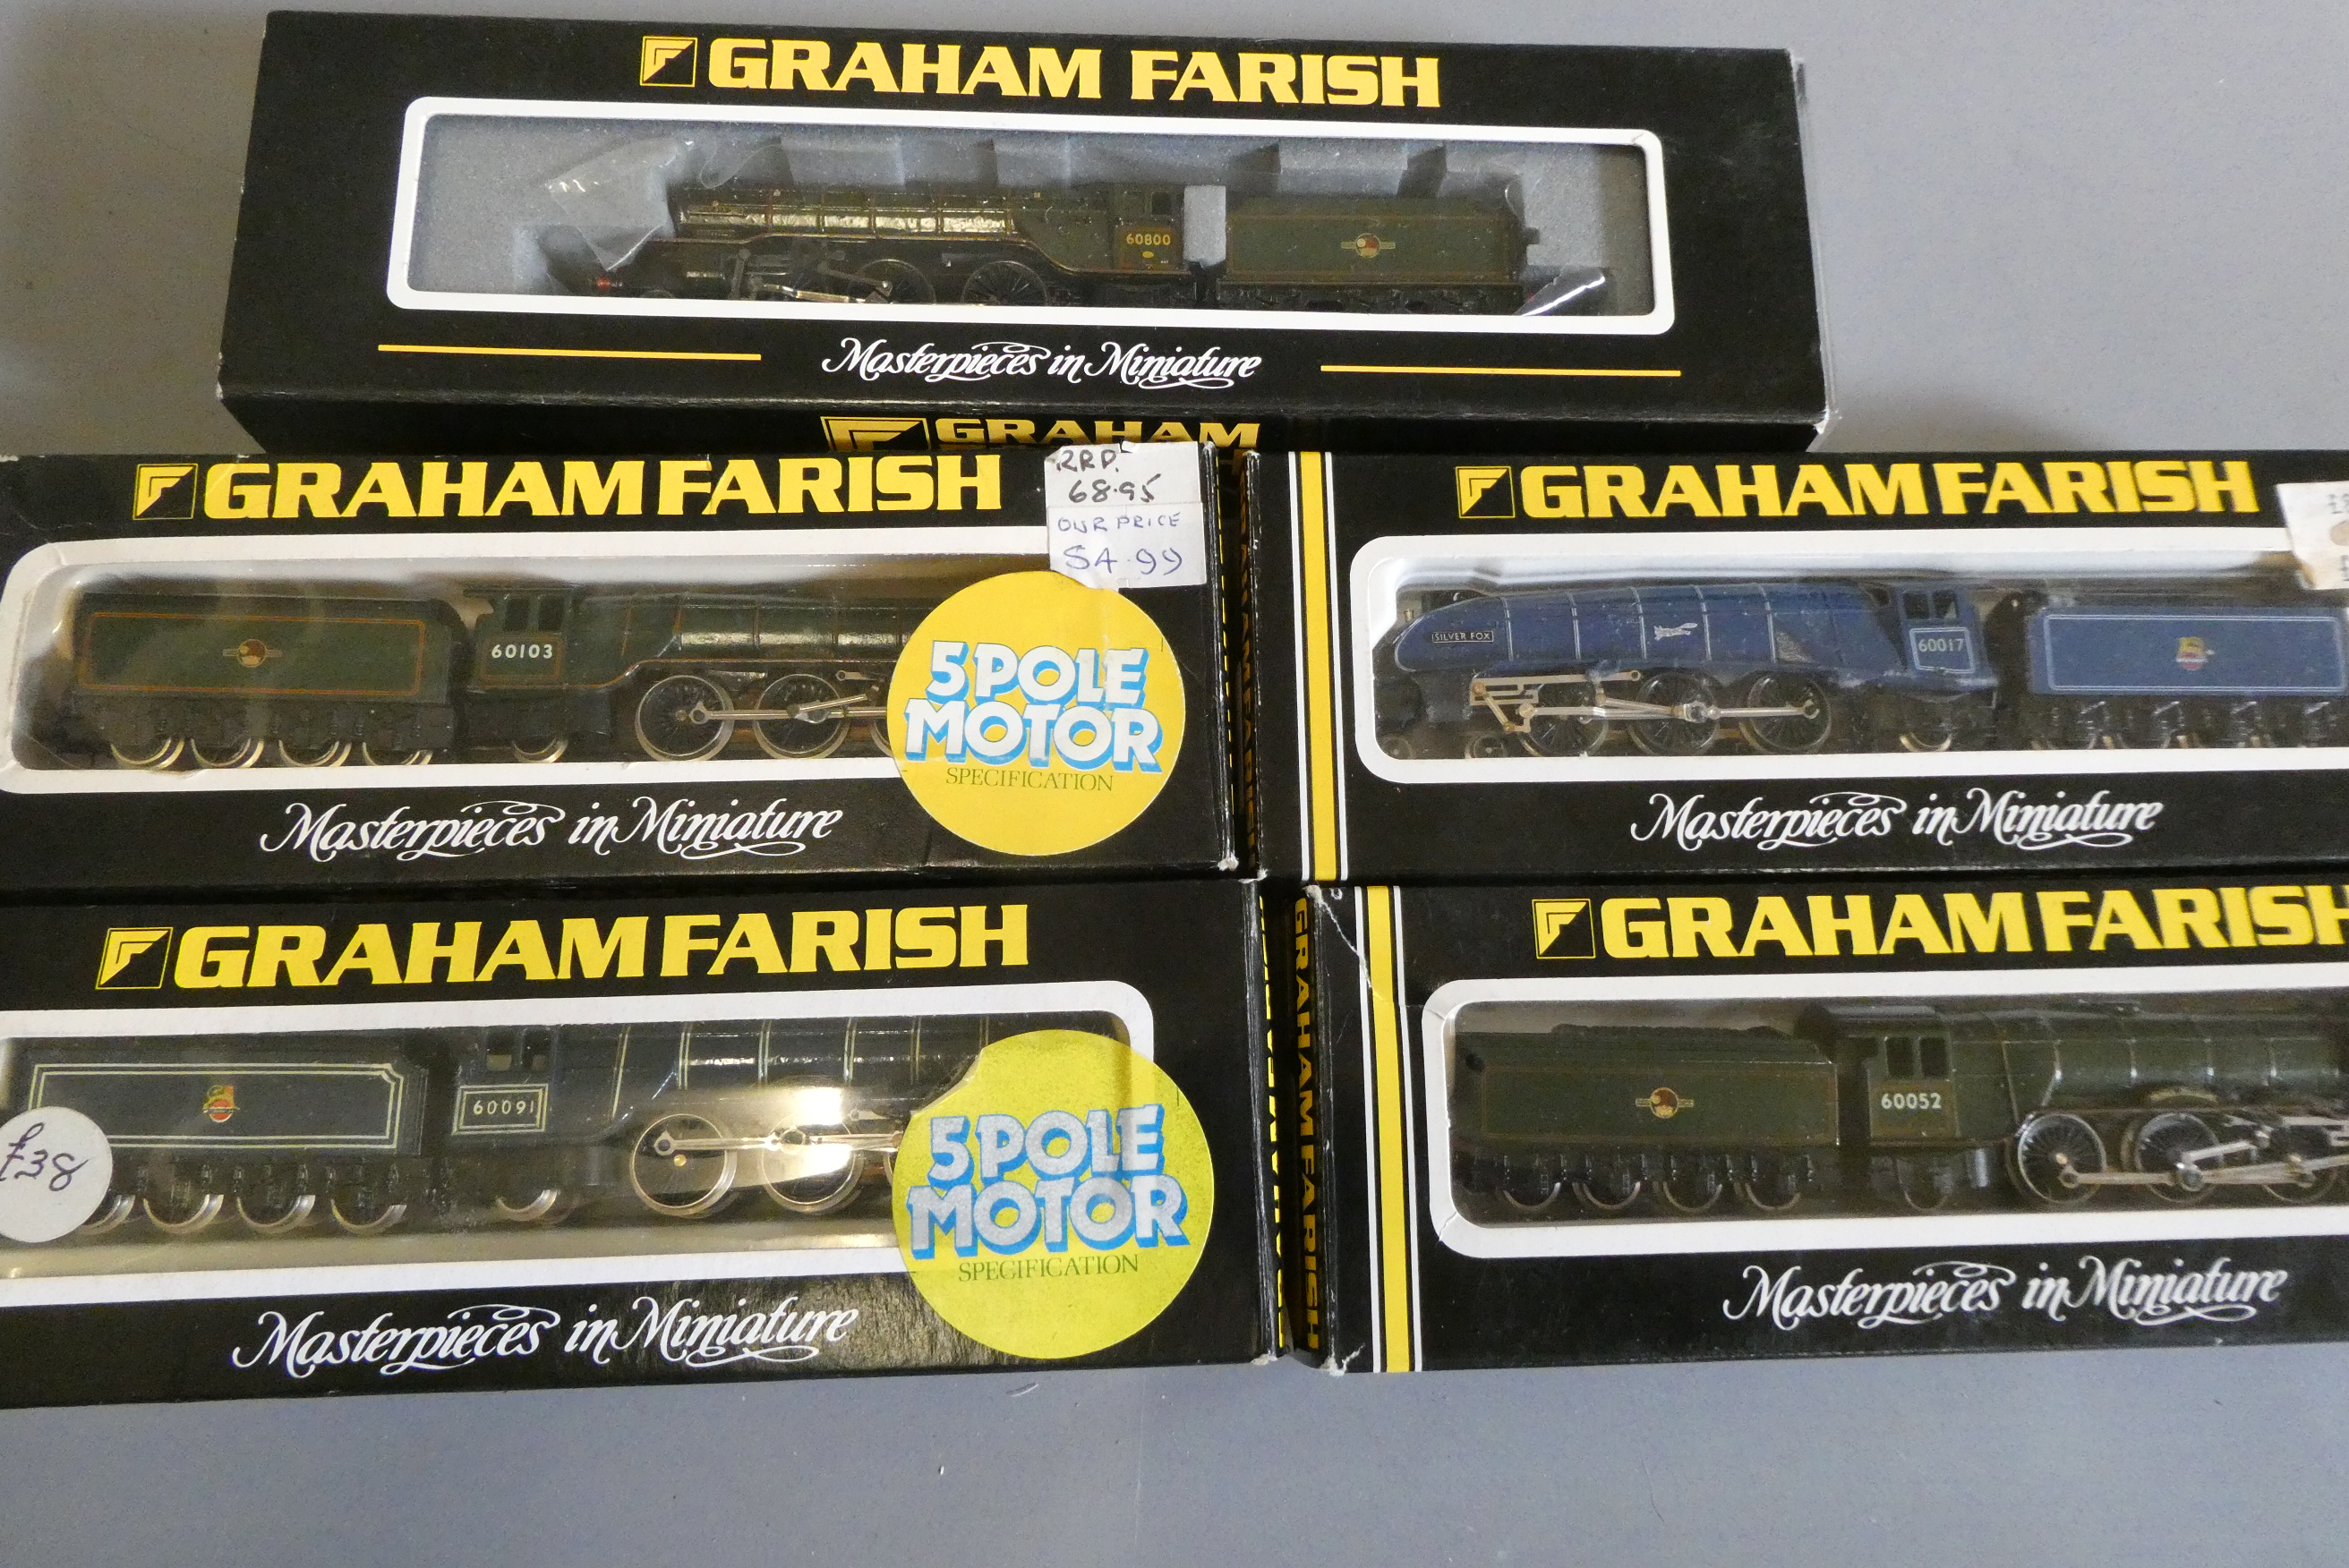 GRAHAM FARISH
60800
Masterpieces in Miniature
GRAHAM
GRAHAM FARISH
RRP.
68.95
OUR PRICE
54.99
60103
5 POLE
MOTOR
SPECIFICATION
Masterpieces in Miniature
GRAHAM FARISH
SILVER FOX
60017
Masterpieces in Miniature
GRAHAM FARISH
60091
£38
5 POLE
MOTOR
SPECIFICATION
Masterpieces in Miniature
GRAHAM FARISH
GRAHAM FARISH
60052
Masterpieces in Miniature